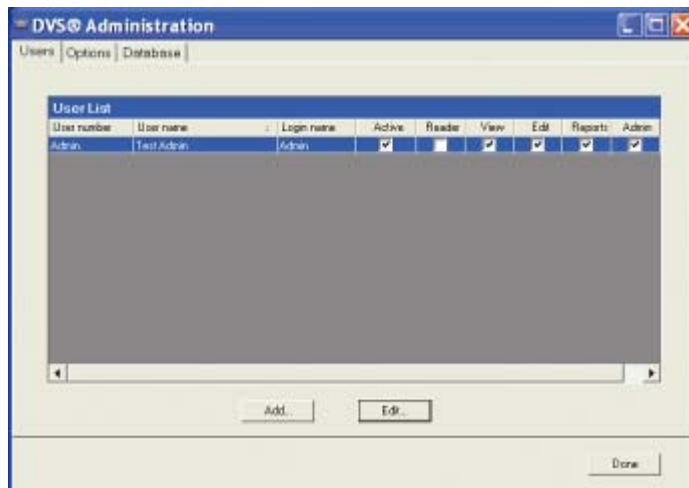 DVS® Administration
Users Options Database
User List
User number User name Login name Active Reader View Edit Reports Admin
Admin Test Admin Admin
Add... Edit...
Done